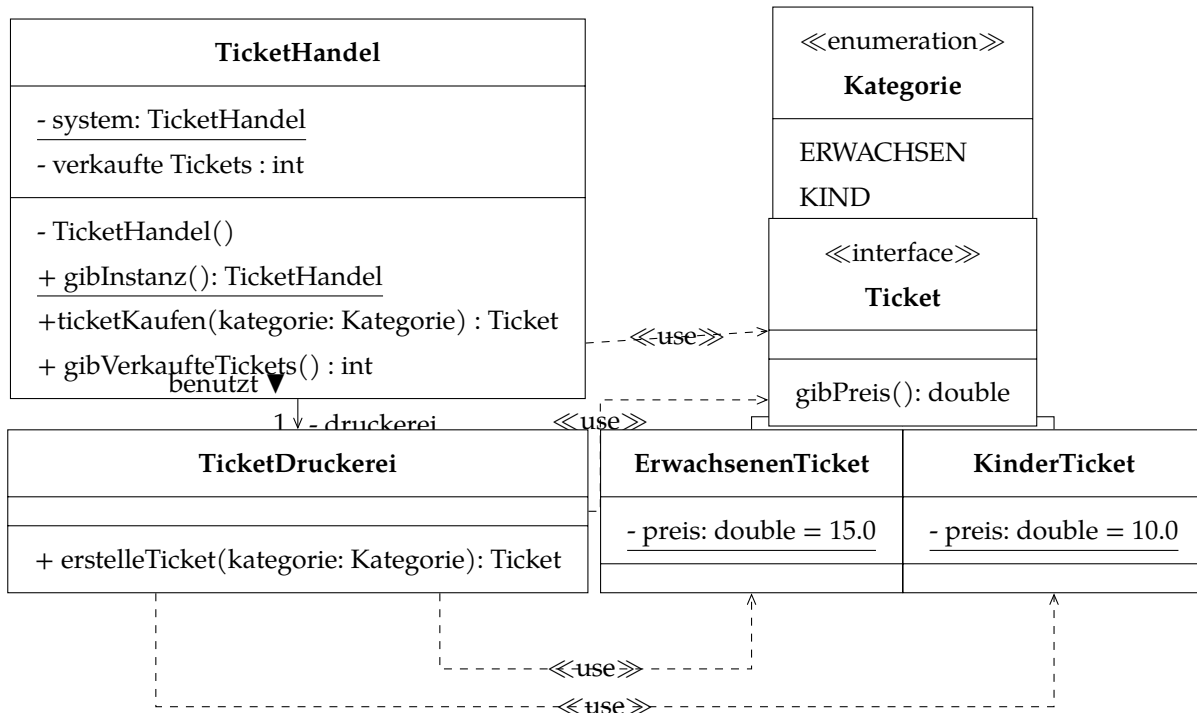 TicketHandel
- system: TicketHandel
- verkaufte Tickets : int
- TicketHandel()
+ gibInstanz(): TicketHandel
+ticketKaufen(kategorie: Kategorie) : Ticket
+ gibVerkaufteTickets() : int
≪enumeration≫
Kategorie
ERWACHSEN
KIND
≪interface≫
Ticket
gibPreis(): double
≪use≫
benutzt ▼
1
- druckerei
≪use≫
TicketDruckerei
+ erstelleTicket(kategorie: Kategorie): Ticket
ErwachsenenTicket
- preis: double = 15.0
KinderTicket
- preis: double = 10.0
≪use≫
≪use≫